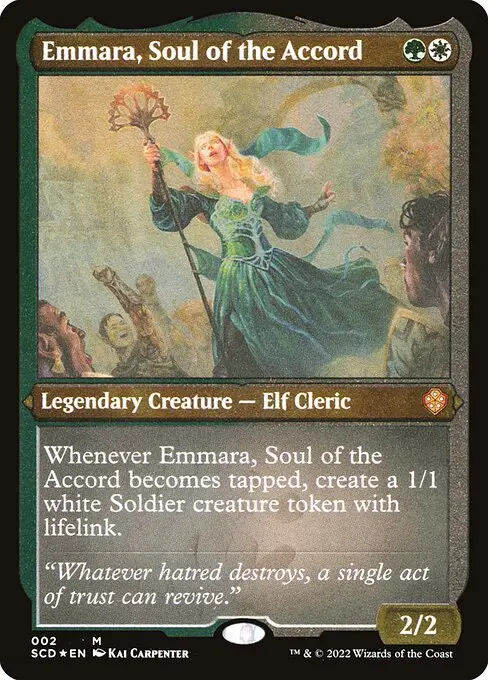 Emmara, Soul of the Accord
Legendary Creature — Elf Cleric
Whenever Emmara, Soul of the
Accord becomes tapped, create a 1/1
white Soldier creature token with
lifelink.
“Whatever hatred destroys, a single act
of trust can revive.”
2/2
002 M
SCD★EN Kai Carpenter
™ & © 2022 Wizards of the Coast